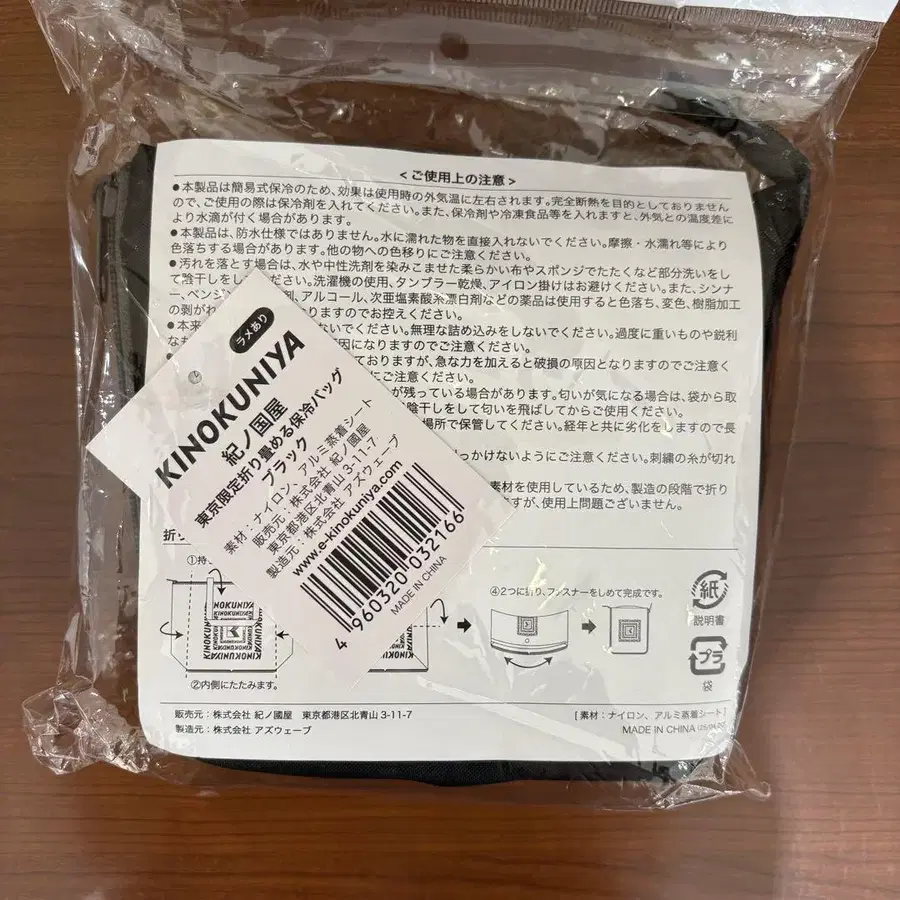 <ご使用上の注意>
●本製品は簡易式保冷のため、効果は使用時の外気温に左右されます。完全断熱を目的としておりません
ので、ご使用の際は保冷剤を入れてください。また、保冷剤や冷凍食品等を入れますと、外気との温度差に
より水滴が付く場合があります。
●本製品は、防水仕様ではありません。水に濡れた物を直接入れないでください。摩擦・水濡れ等により
色落ちする場合があります。他の物への色移りにご注意ください。
●汚れを落とす場合は、水や中性洗剤を染みこませた柔らかい布やスポンジでたたくなど部分洗いをし
て陰干しをしてください。洗濯機の使用、タンブラー乾燥、アイロン掛けはお避けください。また、シンナ
ー、ベンジ 剤、アルコール、次亜塩素酸系漂白剤などの薬品は使用すると色落ち、変色、樹脂加工
の剥がれ ますのでお控えください。
●本来 ないでください。無理な詰め込みをしないでください。過度に重いものや鋭利
なも 原因になりますのでご注意ください。
ておりますが、急な力を加えると破損の原因となりますのでご注意く
にご注意ください。
が残っている場合があります。匂いが気になる場合は、袋から取
陰干しをして匂いを飛ばしてからご使用ください。
場所で保管してください。経年と共に劣化をしますので長
っかけないようにご注意ください。刺繍の糸が切れ
素材を使用しているため、製造の段階で折り
すが、使用上問題ございません。
ラメあり
KINOKUNIYA
紀ノ国屋
東京限定折り畳める保冷バッグ
ブラック
素材:ナイロン、アルミ蒸着シート
販売元:株式会社 紀ノ國屋
東京都港区北青山3-11-7
製造元:株式会社 アズウェーブ
www.e-kinokuniya.com
4 960320 032166
MADE IN CHINA
折
①持
KINOKUNIYA
②内側にたたみます。
④2つに折り、ファスナーをしめて完成です。
紙
説明書
プラ
袋
販売元:株式会社 紀ノ國屋 東京都港区北青山 3-11-7
製造元:株式会社 アズウェーブ
[素材:ナイロン、アルミ蒸着シート]
MADE IN CHINA